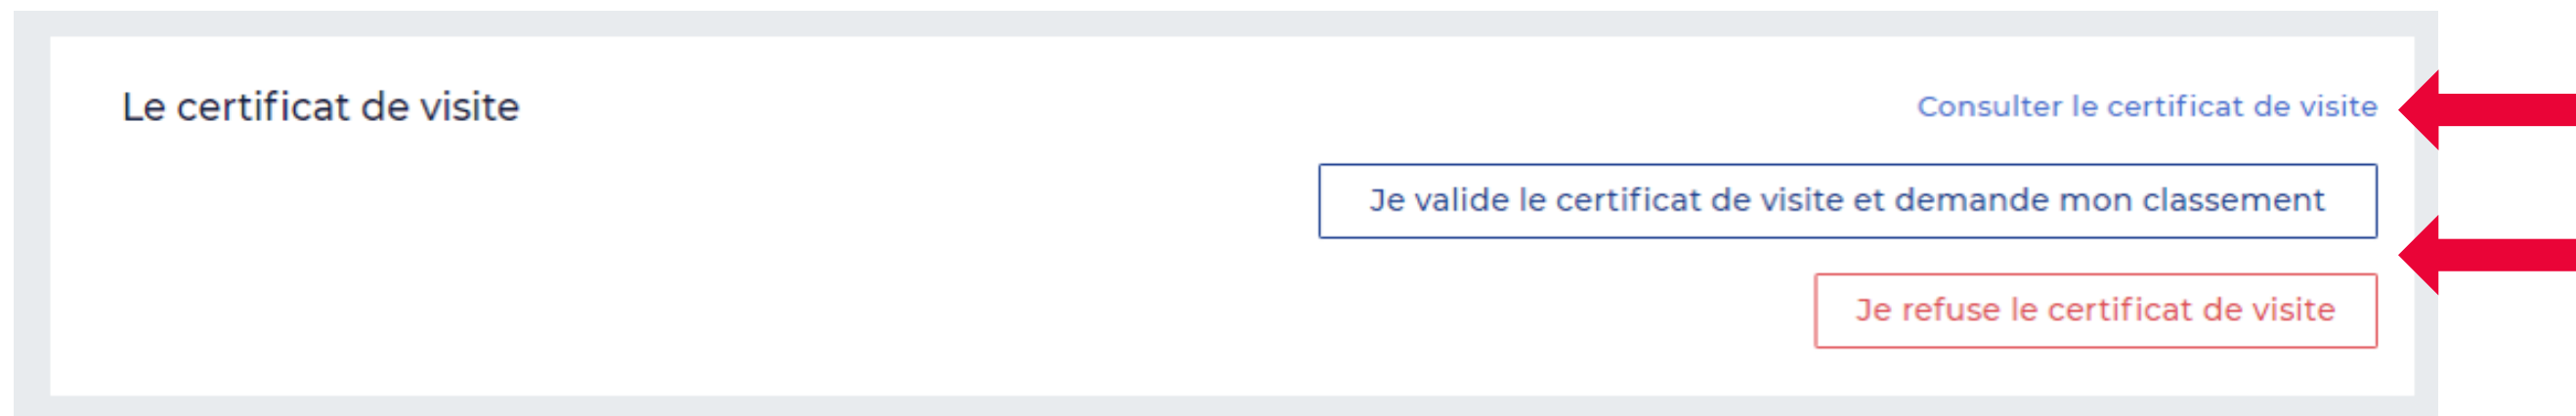 Le certificat de visite
Consulter le certificat de visite
Je valide le certificat de visite et demande mon classement
Je refuse le certificat de visite